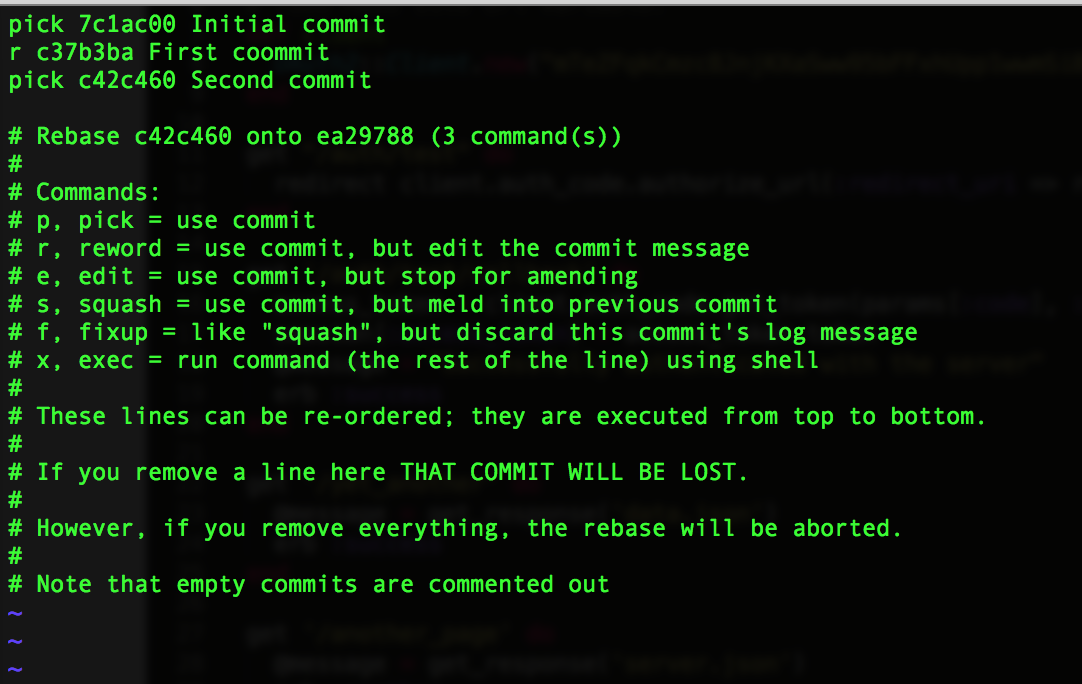 pick 7c1ac00 Initial commit
r c37b3ba First coommit
pick c42c460 Second commit
# Rebase c42c460 onto ea29788 (3 command(s))
#
# Commands:
# p, pick = use commit
# r, reword = use commit, but edit the commit message
# e, edit = use commit, but stop for amending
# s, squash = use commit, but meld into previous commit
# f, fixup = like "squash", but discard this commit's log message
# x, exec = run command (the rest of the line) using shell
#
# These lines can be re-ordered; they are executed from top to bottom.
#
# If you remove a line here THAT COMMIT WILL BE LOST.
#
# However, if you remove everything, the rebase will be aborted.
#
# Note that empty commits are commented out
~
~
~